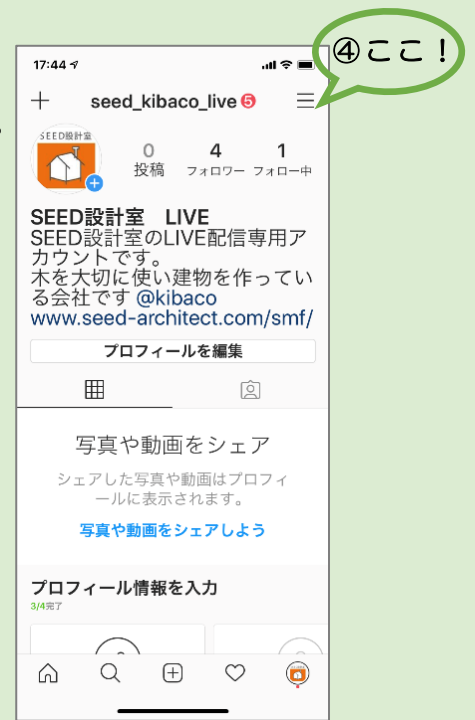 ④ここ！
17:44
seed_kibaco_live 5
SEED設計室
0 4 1
投稿 フォロワー フォロー中
SEED設計室　LIVE
SEED設計室のLIVE配信専用ア
カウントです。
木を大切に使い建物を作ってい
る会社です @kibaco
www.seed-architect.com/smf/
プロフィールを編集
写真や動画をシェア
シェアした写真や動画はプロフィ
ールに表示されます。
写真や動画をシェアしよう
プロフィール情報を入力
3/4完了